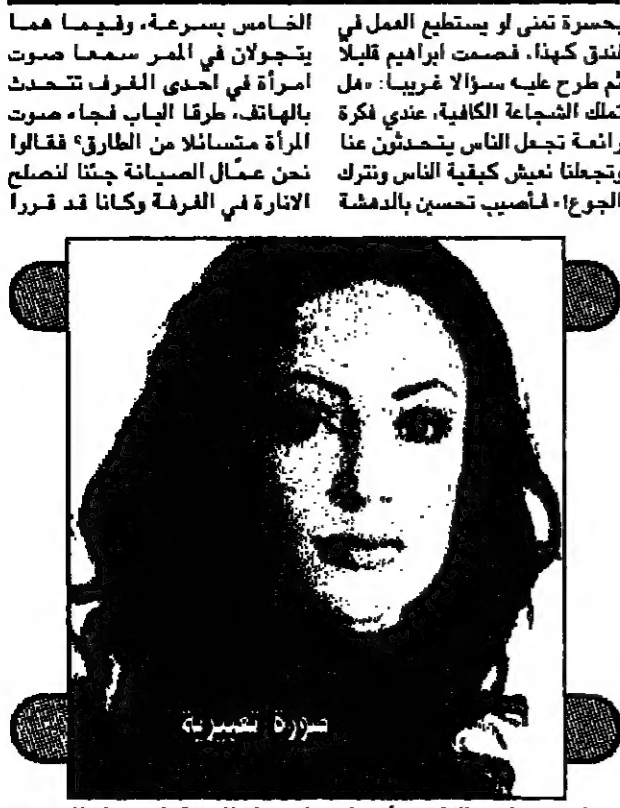 الخامس بسرعة، وفيما هما
يتجولان في الممر سمعا صوت
امرأة في احدى الغرف تتحدث
بالهاتف، طرقا الباب فجاء صوت
المرأة متسائلا من الطارق؟ فقالوا
نحن عمّال الصيانة جئنا لنصلح
الانارة في الغرفة وكانا قد قررا
بحسرة تمنى لو يستطيع العمل في
فندق كهذا، فصمت ابراهيم قليلاً
ثم طرح عليه سؤالا غريبا: «هل
تملك الشجاعة الكافية، عندي فكرة
رائعة تجعل الناس يتحدثون عنا
وتجعلنا نعيش كبقية الناس ونترك
الجوع!» فأصيب تحسين بالدهشة
صورة تعبيرية